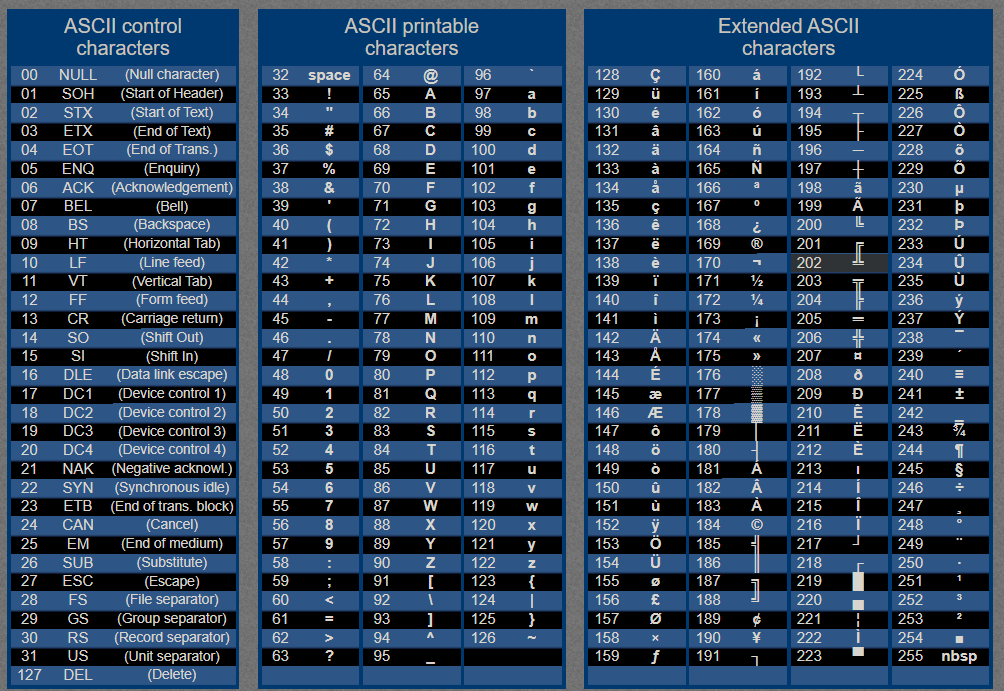 ASCII control
characters
00 NULL (Null character)
01 SOH (Start of Header)
02 STX (Start of Text)
03 ETX (End of Text)
04 EOT (End of Trans.)
05 ENQ (Enquiry)
06 ACK (Acknowledgement)
07 BEL (Bell)
08 BS (Backspace)
09 HT (Horizontal Tab)
10 LF (Line feed)
11 VT (Vertical Tab)
12 FF (Form feed)
13 CR (Carriage return)
14 SO (Shift Out)
15 SI (Shift In)
16 DLE (Data link escape)
17 DC1 (Device control 1)
18 DC2 (Device control 2)
19 DC3 (Device control 3)
20 DC4 (Device control 4)
21 NAK (Negative acknowl.)
22 SYN (Synchronous idle)
23 ETB (End of trans. block)
24 CAN (Cancel)
25 EM (End of medium)
26 SUB (Substitute)
27 ESC (Escape)
28 FS (File separator)
29 GS (Group separator)
30 RS (Record separator)
31 US (Unit separator)
127 DEL (Delete)
ASCII printable
characters
32 space 64 @ 96 `
33 ! 65 A 97 a
34 " 66 B 98 b
35 # 67 C 99 c
36 $ 68 D 100 d
37 % 69 E 101 e
38 & 70 F 102 f
39 ' 71 G 103 g
40 ( 72 H 104 h
41 ) 73 I 105 i
42 * 74 J 106 j
43 + 75 K 107 k
44 , 76 L 108 l
45 - 77 M 109 m
46 . 78 N 110 n
47 / 79 O 111 o
48 0 80 P 112 p
49 1 81 Q 113 q
50 2 82 R 114 r
51 3 83 S 115 s
52 4 84 T 116 t
53 5 85 U 117 u
54 6 86 V 118 v
55 7 87 W 119 w
56 8 88 X 120 x
57 9 89 Y 121 y
58 : 90 Z 122 z
59 ; 91 [ 123 {
60 < 92 \ 124 |
61 = 93 ] 125 }
62 > 94 ^ 126 ~
63 ? 95 _
Extended ASCII
characters
128 Ç 160 á 192 └ 224 Ó
129 ü 161 í 193 ┴ 225 ß
130 é 162 ó 194 ┬ 226 Ô
131 â 163 ú 195 ├ 227 Ò
132 ä 164 ñ 196 ─ 228 õ
133 à 165 Ñ 197 ┼ 229 Õ
134 å 166 ª 198 ã 230 µ
135 ç 167 º 199 Ã 231 þ
136 ê 168 ¿ 200 ╚ 232 Þ
137 ë 169 ® 201 ╔ 233 Ú
138 è 170 ¬ 202 ╩ 234 Û
139 ï 171 ½ 203 ╦ 235 Ù
140 î 172 ¼ 204 ╠ 236 ý
141 ì 173 ¡ 205 ═ 237 Ý
142 Ä 174 « 206 ╬ 238 ¯
143 Å 175 » 207 ¤ 239 ´
144 É 176 ░ 208 ð 240 ≡
145 æ 177 ▒ 209 Ð 241 ±
146 Æ 178 ▓ 210 Ê 242 ‗
147 ô 179 │ 211 Ë 243 ¾
148 ö 180 ┤ 212 È 244 ¶
149 ò 181 Á 213 ı 245 §
150 û 182 Â 214 Í 246 ÷
151 ù 183 À 215 Î 247 ¸
152 ÿ 184 © 216 Ï 248 °
153 Ö 185 ╣ 217 ┘ 249 ¨
154 Ü 186 ║ 218 ┌ 250 ·
155 ø 187 ╗ 219 █ 251 ¹
156 £ 188 ╝ 220 ▄ 252 ³
157 Ø 189 ¢ 221 ¦ 253 ²
158 × 190 ¥ 222 Ì 254 ■
159 ƒ 191 ┐ 223 ▀ 255 nbsp